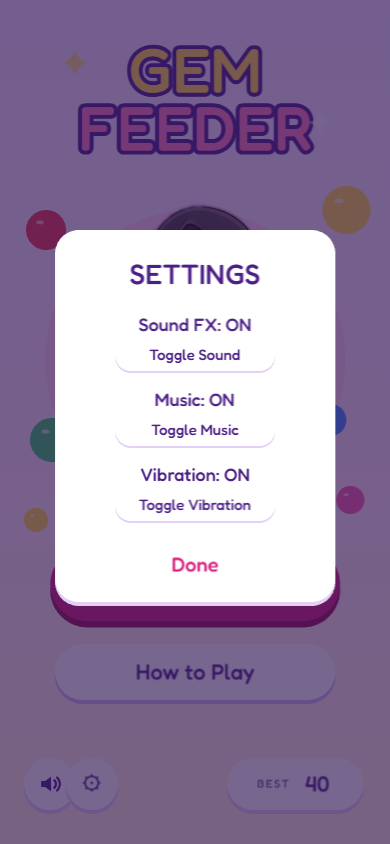 GEM
FEEDER
SETTINGS
Sound FX: ON
Toggle Sound
Music: ON
Toggle Music
Vibration: ON
Toggle Vibration
Done
How to Play
BEST 40